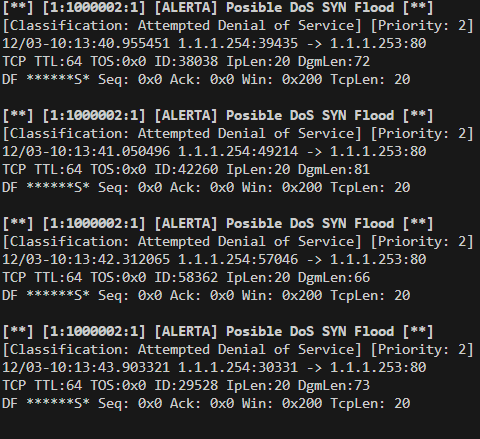 [**] [1:1000002:1] [ALERTA] Posible DoS SYN Flood [**]
[Classification: Attempted Denial of Service] [Priority: 2]
12/03-10:13:40.955451 1.1.1.254:39435 -> 1.1.1.253:80
TCP TTL:64 TOS:0x0 ID:38038 IpLen:20 DgmLen:72
DF ******S* Seq: 0x0 Ack: 0x0 Win: 0x200 TcpLen: 20
[**] [1:1000002:1] [ALERTA] Posible DoS SYN Flood [**]
[Classification: Attempted Denial of Service] [Priority: 2]
12/03-10:13:41.050496 1.1.1.254:49214 -> 1.1.1.253:80
TCP TTL:64 TOS:0x0 ID:42260 IpLen:20 DgmLen:81
DF ******S* Seq: 0x0 Ack: 0x0 Win: 0x200 TcpLen: 20
[**] [1:1000002:1] [ALERTA] Posible DoS SYN Flood [**]
[Classification: Attempted Denial of Service] [Priority: 2]
12/03-10:13:42.312065 1.1.1.254:57046 -> 1.1.1.253:80
TCP TTL:64 TOS:0x0 ID:58362 IpLen:20 DgmLen:66
DF ******S* Seq: 0x0 Ack: 0x0 Win: 0x200 TcpLen: 20
[**] [1:1000002:1] [ALERTA] Posible DoS SYN Flood [**]
[Classification: Attempted Denial of Service] [Priority: 2]
12/03-10:13:43.903321 1.1.1.254:30331 -> 1.1.1.253:80
TCP TTL:64 TOS:0x0 ID:29528 IpLen:20 DgmLen:73
DF ******S* Seq: 0x0 Ack: 0x0 Win: 0x200 TcpLen: 20